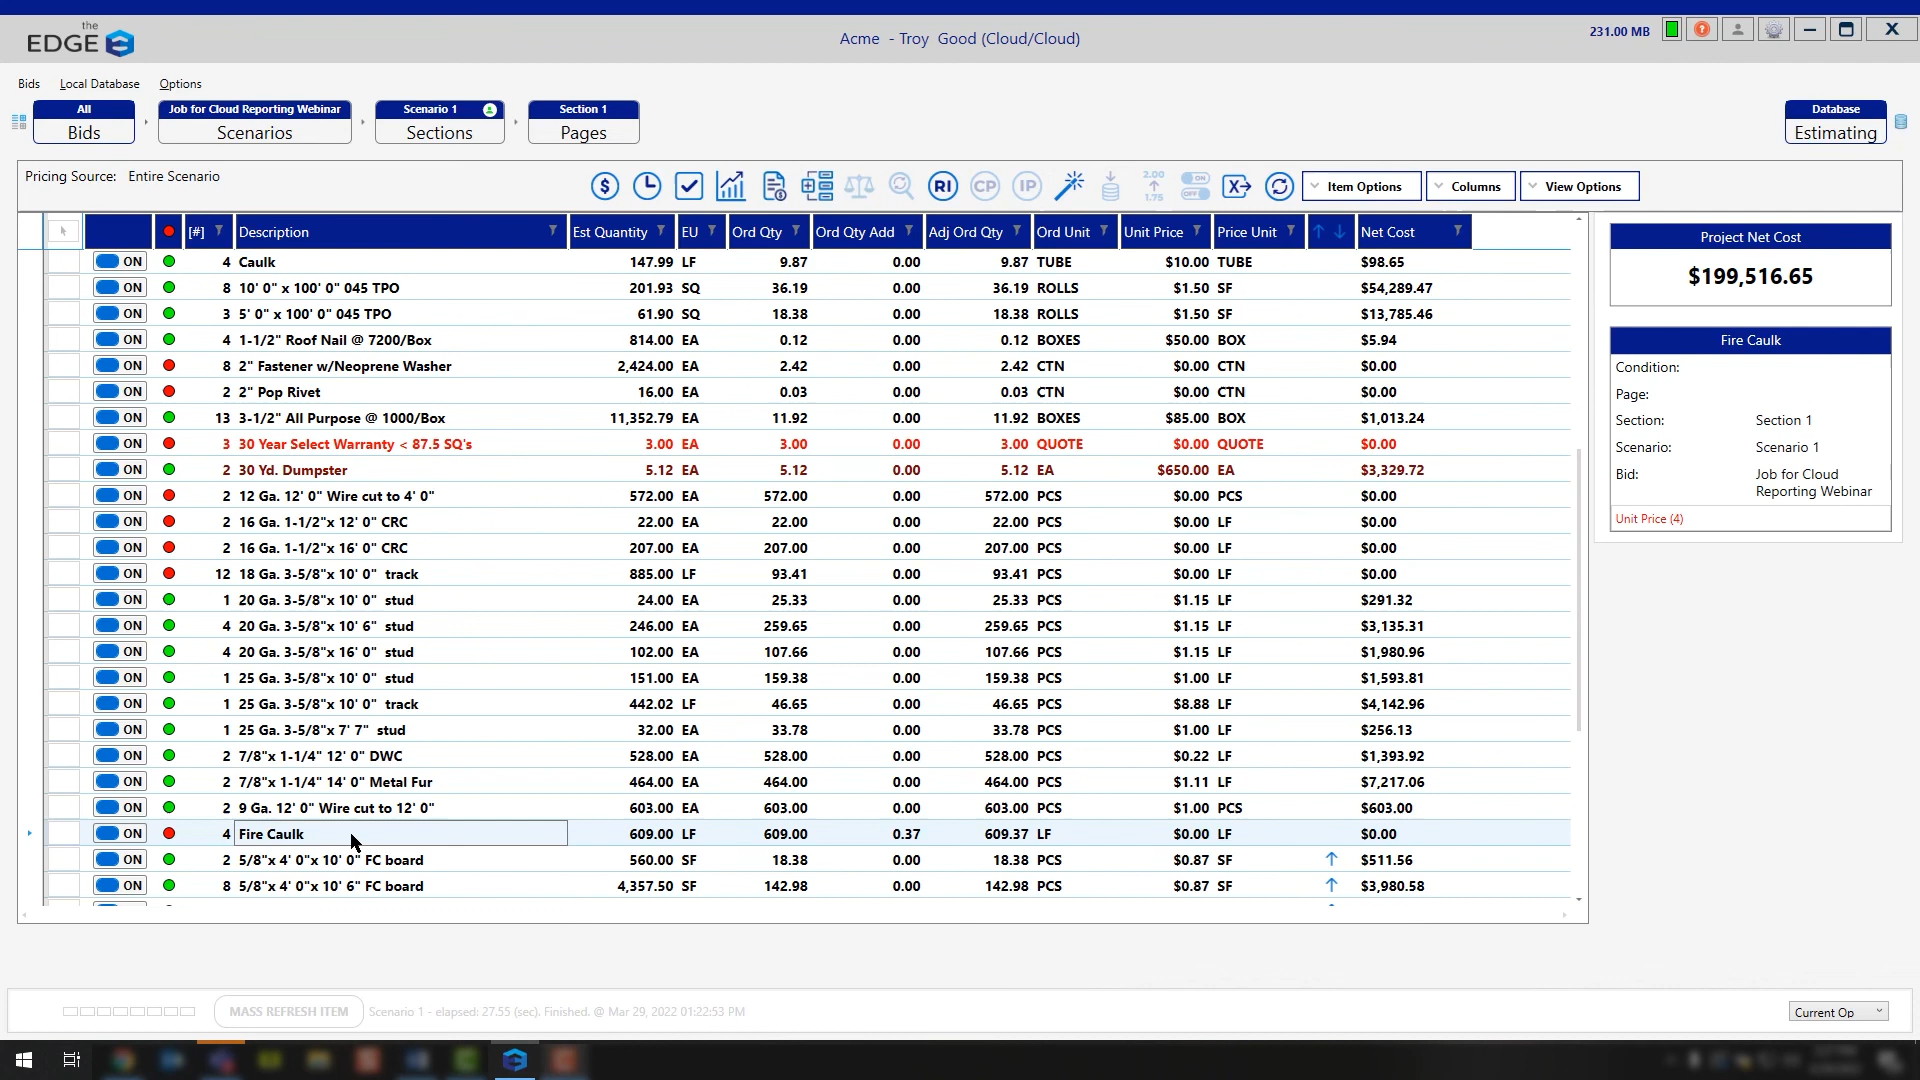 the
EDGE
Acme - Troy Good (Cloud/Cloud)
231.00 MB
Bids Local Database Options
All
Bids
Job for Cloud Reporting Webinar
Scenarios
Scenario 1
Sections
Section 1
Pages
Database
Estimating
Pricing Source: Entire Scenario
RI CP IP 2.00 1.75 ON OFF X Item Options Columns View Options
[#] Description Est Quantity EU Ord Qty Ord Qty Add Adj Ord Qty Ord Unit Unit Price Price Unit Net Cost
ON 4 Caulk 147.99 LF 9.87 0.00 9.87 TUBE $10.00 TUBE $98.65
ON 8 10' 0" x 100' 0" 045 TPO 201.93 SQ 36.19 0.00 36.19 ROLLS $1.50 SF $54,289.47
ON 3 5' 0" x 100' 0" 045 TPO 61.90 SQ 18.38 0.00 18.38 ROLLS $1.50 SF $13,785.46
ON 4 1-1/2" Roof Nail @ 7200/Box 814.00 EA 0.12 0.00 0.12 BOXES $50.00 BOX $5.94
ON 8 2" Fastener w/Neoprene Washer 2,424.00 EA 2.42 0.00 2.42 CTN $0.00 CTN $0.00
ON 2 2" Pop Rivet 16.00 EA 0.03 0.00 0.03 CTN $0.00 CTN $0.00
ON 13 3-1/2" All Purpose @ 1000/Box 11,352.79 EA 11.92 0.00 11.92 BOXES $85.00 BOX $1,013.24
ON 3 30 Year Select Warranty < 87.5 SQ's 3.00 EA 3.00 0.00 3.00 QUOTE $0.00 QUOTE $0.00
ON 2 30 Yd. Dumpster 5.12 EA 5.12 0.00 5.12 EA $650.00 EA $3,329.72
ON 2 12 Ga. 12' 0" Wire cut to 4' 0" 572.00 EA 572.00 0.00 572.00 PCS $0.00 PCS $0.00
ON 2 16 Ga. 1-1/2"x 12' 0" CRC 22.00 EA 22.00 0.00 22.00 PCS $0.00 LF $0.00
ON 2 16 Ga. 1-1/2"x 16' 0" CRC 207.00 EA 207.00 0.00 207.00 PCS $0.00 LF $0.00
ON 12 18 Ga. 3-5/8"x 10' 0" track 885.00 LF 93.41 0.00 93.41 PCS $0.00 LF $0.00
ON 1 20 Ga. 3-5/8"x 10' 0" stud 24.00 EA 25.33 0.00 25.33 PCS $1.15 LF $291.32
ON 4 20 Ga. 3-5/8"x 10' 6" stud 246.00 EA 259.65 0.00 259.65 PCS $1.15 LF $3,135.31
ON 4 20 Ga. 3-5/8"x 16' 0" stud 102.00 EA 107.66 0.00 107.66 PCS $1.15 LF $1,980.96
ON 1 25 Ga. 3-5/8"x 10' 0" stud 151.00 EA 159.38 0.00 159.38 PCS $1.00 LF $1,593.81
ON 1 25 Ga. 3-5/8"x 10' 0" track 442.02 LF 46.65 0.00 46.65 PCS $8.88 LF $4,142.96
ON 1 25 Ga. 3-5/8"x 7' 7" stud 32.00 EA 33.78 0.00 33.78 PCS $1.00 LF $256.13
ON 2 7/8"x 1-1/4" 12' 0" DWC 528.00 EA 528.00 0.00 528.00 PCS $0.22 LF $1,393.92
ON 2 7/8"x 1-1/4" 14' 0" Metal Fur 464.00 EA 464.00 0.00 464.00 PCS $1.11 LF $7,217.06
ON 2 9 Ga. 12' 0" Wire cut to 12' 0" 603.00 EA 603.00 0.00 603.00 PCS $1.00 PCS $603.00
ON 4 Fire Caulk 609.00 LF 609.00 0.37 609.37 LF $0.00 LF $0.00
ON 2 5/8"x 4' 0"x 10' 0" FC board 560.00 SF 18.38 0.00 18.38 PCS $0.87 SF $511.56
ON 8 5/8"x 4' 0"x 10' 6" FC board 4,357.50 SF 142.98 0.00 142.98 PCS $0.87 SF $3,980.58
Project Net Cost
$199,516.65
Fire Caulk
Condition:
Page:
Section: Section 1
Scenario: Scenario 1
Bid: Job for Cloud
Reporting Webinar
Unit Price (4)
MASS REFRESH ITEM Scenario 1 - elapsed: 27.55 (sec). Finished. @ Mar 29, 2022 01:22:53 PM
Current Op